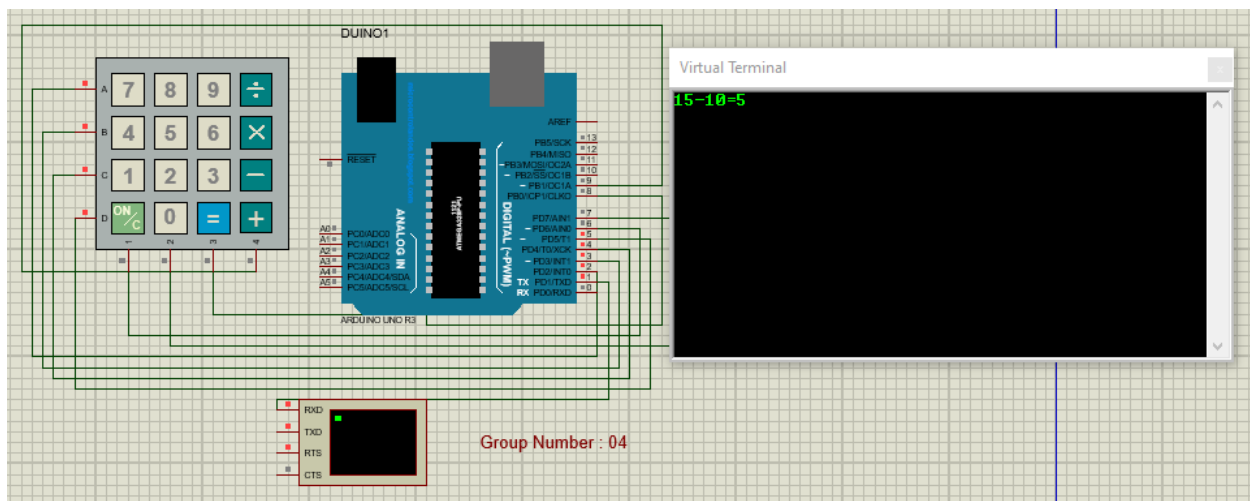 DUINO1
A
7
8
9
÷
B
4
5
6
×
C
1
2
3
−
D
ON/C
0
=
+
1
2
3
4
RESET
AREF
PB5/SCK
13
PB4/MISO
12
~PB3/MOSI/OC2A
11
~PB2/SS/OC1B
10
~PB1/OC1A
9
PB0/ICP1/CLKO
8
PD7/AIN1
7
~PD6/AIN0
6
~PD5/T1
5
PD4/T0/XCK
4
~PD3/INT1
3
PD2/INT0
2
TX PD1/TXD
1
RX PD0/RXD
0
ATMEGA328P-PU
1121
DIGITAL (~PWM)
ANALOG IN
A0
PC0/ADC0
A1
PC1/ADC1
A2
PC2/ADC2
A3
PC3/ADC3
A4
PC4/ADC4/SDA
A5
PC5/ADC5/SCL
ARDUINO UNO R3
RXD
TXD
RTS
CTS
Group Number : 04
Virtual Terminal
15-10=5